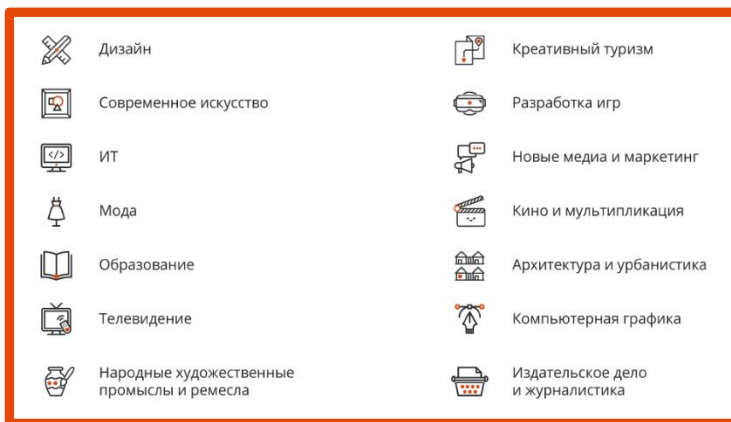 Дизайн
Современное искусство
ИТ
Мода
Образование
Телевидение
Народные художественные
промыслы и ремесла
Креативный туризм
Разработка игр
Новые медиа и маркетинг
Кино и мультипликация
Архитектура и урбанистика
Компьютерная графика
Издательское дело
и журналистика